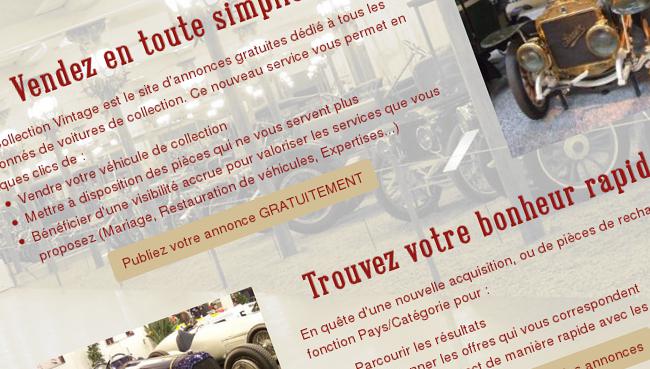 Vendez en toute
Collection Vintage est le site d'annonces gratuites dédié à tous les
de voitures de collection. Ce nouveau service vous permet en
ques clics de :
• Vendre votre véhicule de collection
• Mettre à disposition des pièces qui ne vous servent plus
• Bénéficier d'une visibilité accrue pour valoriser les services que vous
proposez (Mariage, Restauration de véhicules, Expertises...)
Publiez votre annonce GRATUITEMENT
Trouvez votre bonheur rapid
En quête d'une nouvelle acquisition, ou de pièces de recha
fonction Pays/Catégorie pour :
Parcourir les résultats
les offres qui vous correspondent
de manière rapide avec les
annonces